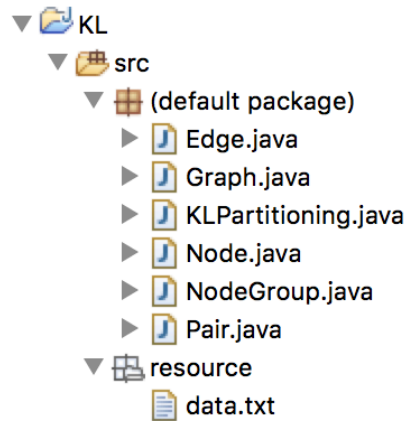 KL
src
(default package)
Edge.java
Graph.java
KLPartitioning.java
Node.java
NodeGroup.java
Pair.java
resource
data.txt